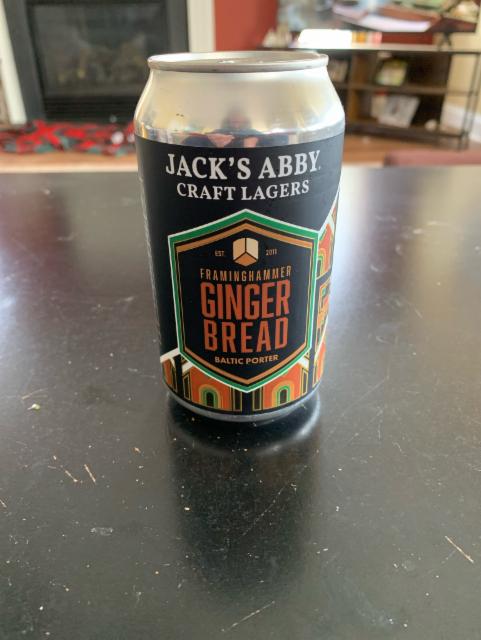 JACK'S ABBY
CRAFT LAGERS
EST. 2011
FRAMINGHAMMER
GINGER
BREAD
BALTIC PORTER